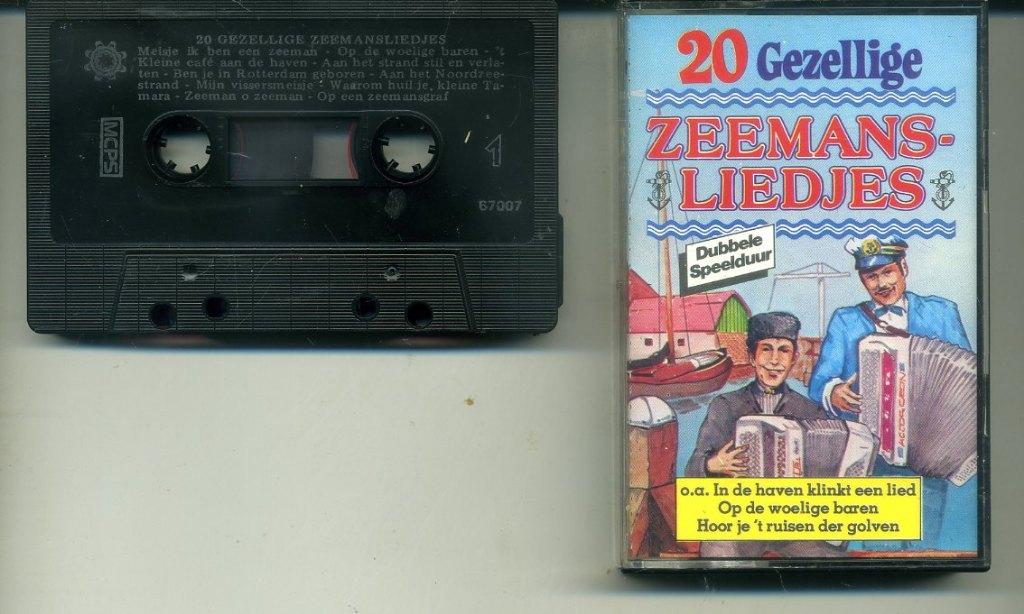 20 GEZELLIGE ZEEMANSLIEDJES
Meisje ik ben een zeeman - Op de woelige baren - 't
Kleine café aan de haven - Aan het strand stil en verla-
ten - Ben je in Rotterdam geboren - Aan het Noordzee-
strand - Mijn vissersmeisje - Waarom huil je, kleine Ta-
mara - Zeeman o zeeman - Op een zeemansgraf
MCPS
1
67007
20 Gezellige
ZEEMANS-
LIEDJES
Dubbele
Speelduur
o.a. In de haven klinkt een lied
Op de woelige baren
Hoor je 't ruisen der golven